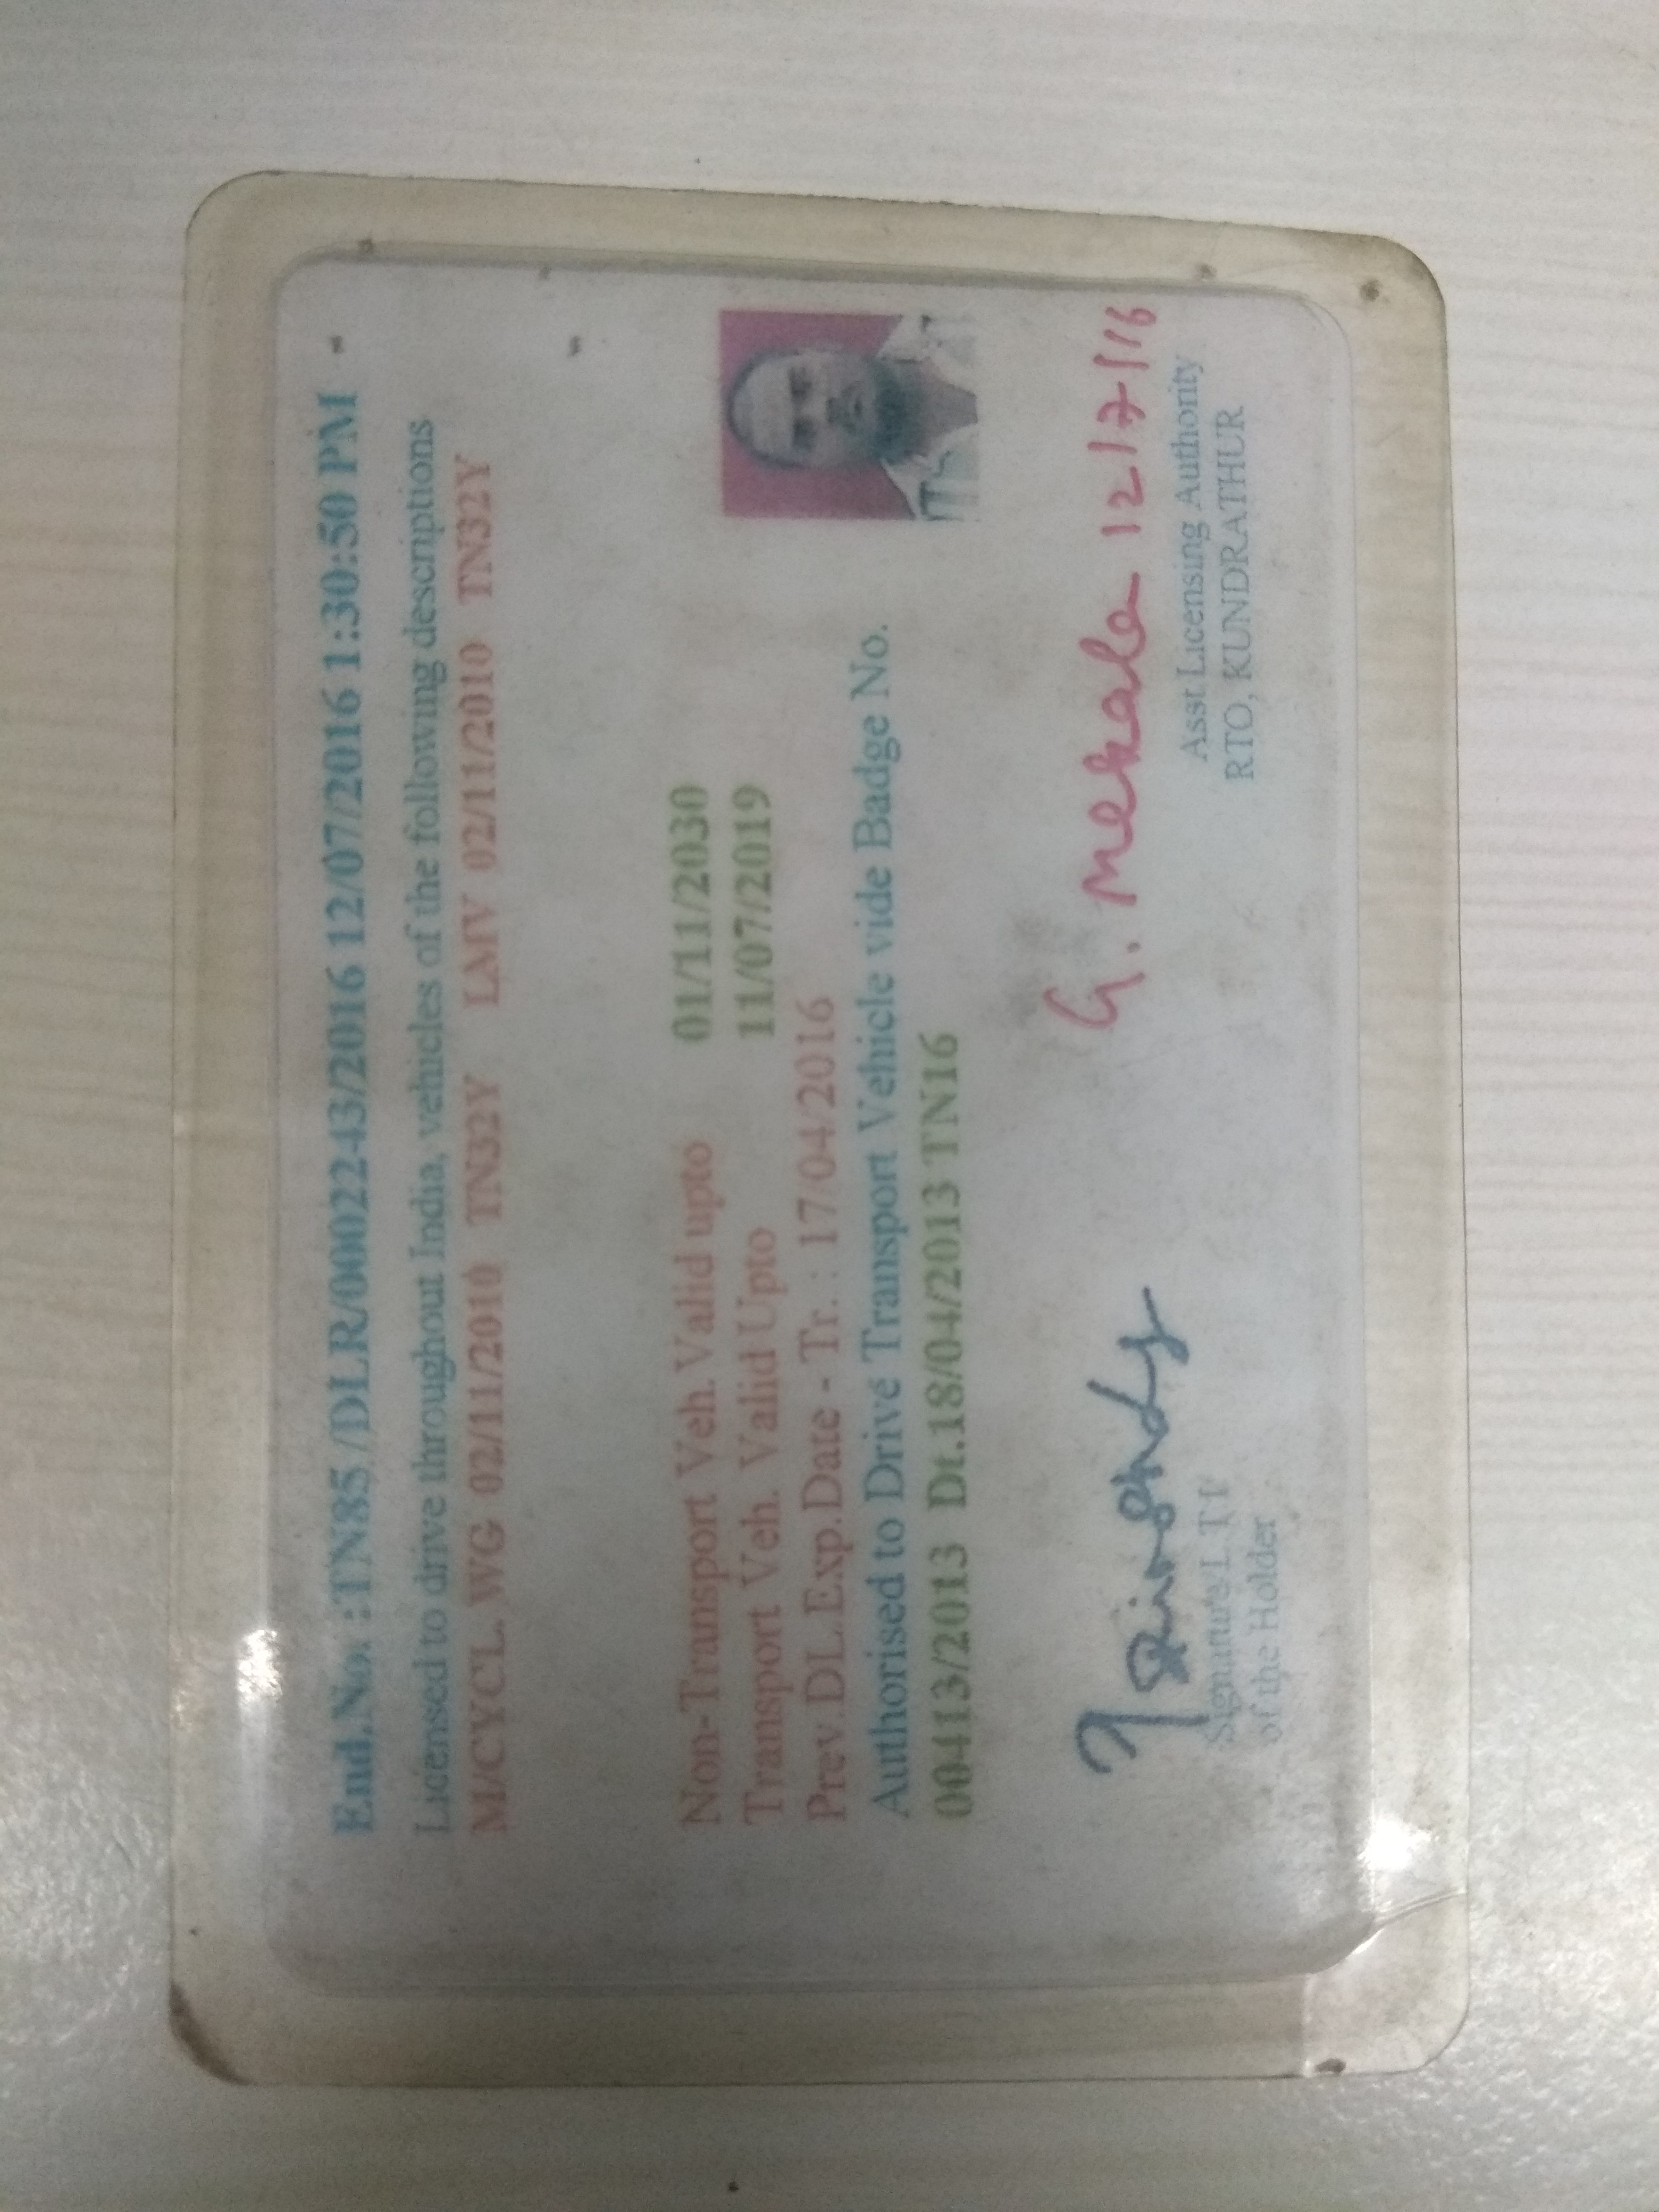 End.No. :TN85 /DLR/0002243/2016 12/07/2016 1:30:50 PM
Licensed to drive throughout India, vehicles of the following descriptions
M/CYCL.WG 02/11/2010 TN32Y LMV 02/11/2010 TN32Y
Non-Transport Veh. Valid upto 01/11/2030
Transport Veh. Valid Upto 11/07/2019
Prev.DL.Exp.Date - Tr. : 17/04/2016
Authorised to Drive Transport Vehicle vide Badge No.
00413/2013 Dt.18/04/2013 TN16
G. mekala 12/7/16
Signature/L.T.I Asst Licensing Authority
of the Holder RTO, KUNDRATHUR